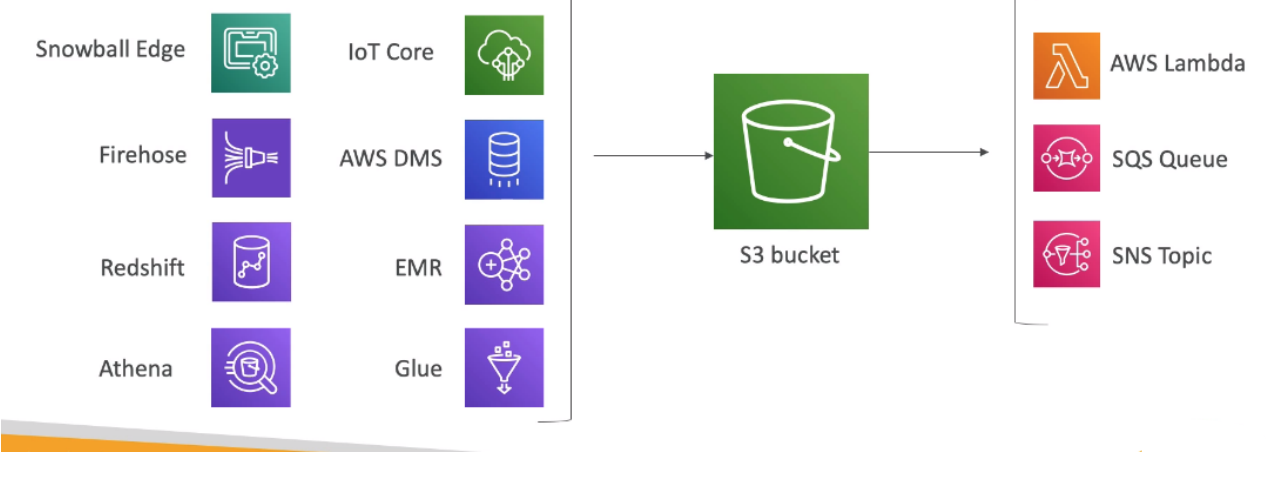 Snowball Edge
IoT Core
Firehose
AWS DMS
Redshift
EMR
Athena
Glue
S3 bucket
AWS Lambda
SQS Queue
SNS Topic